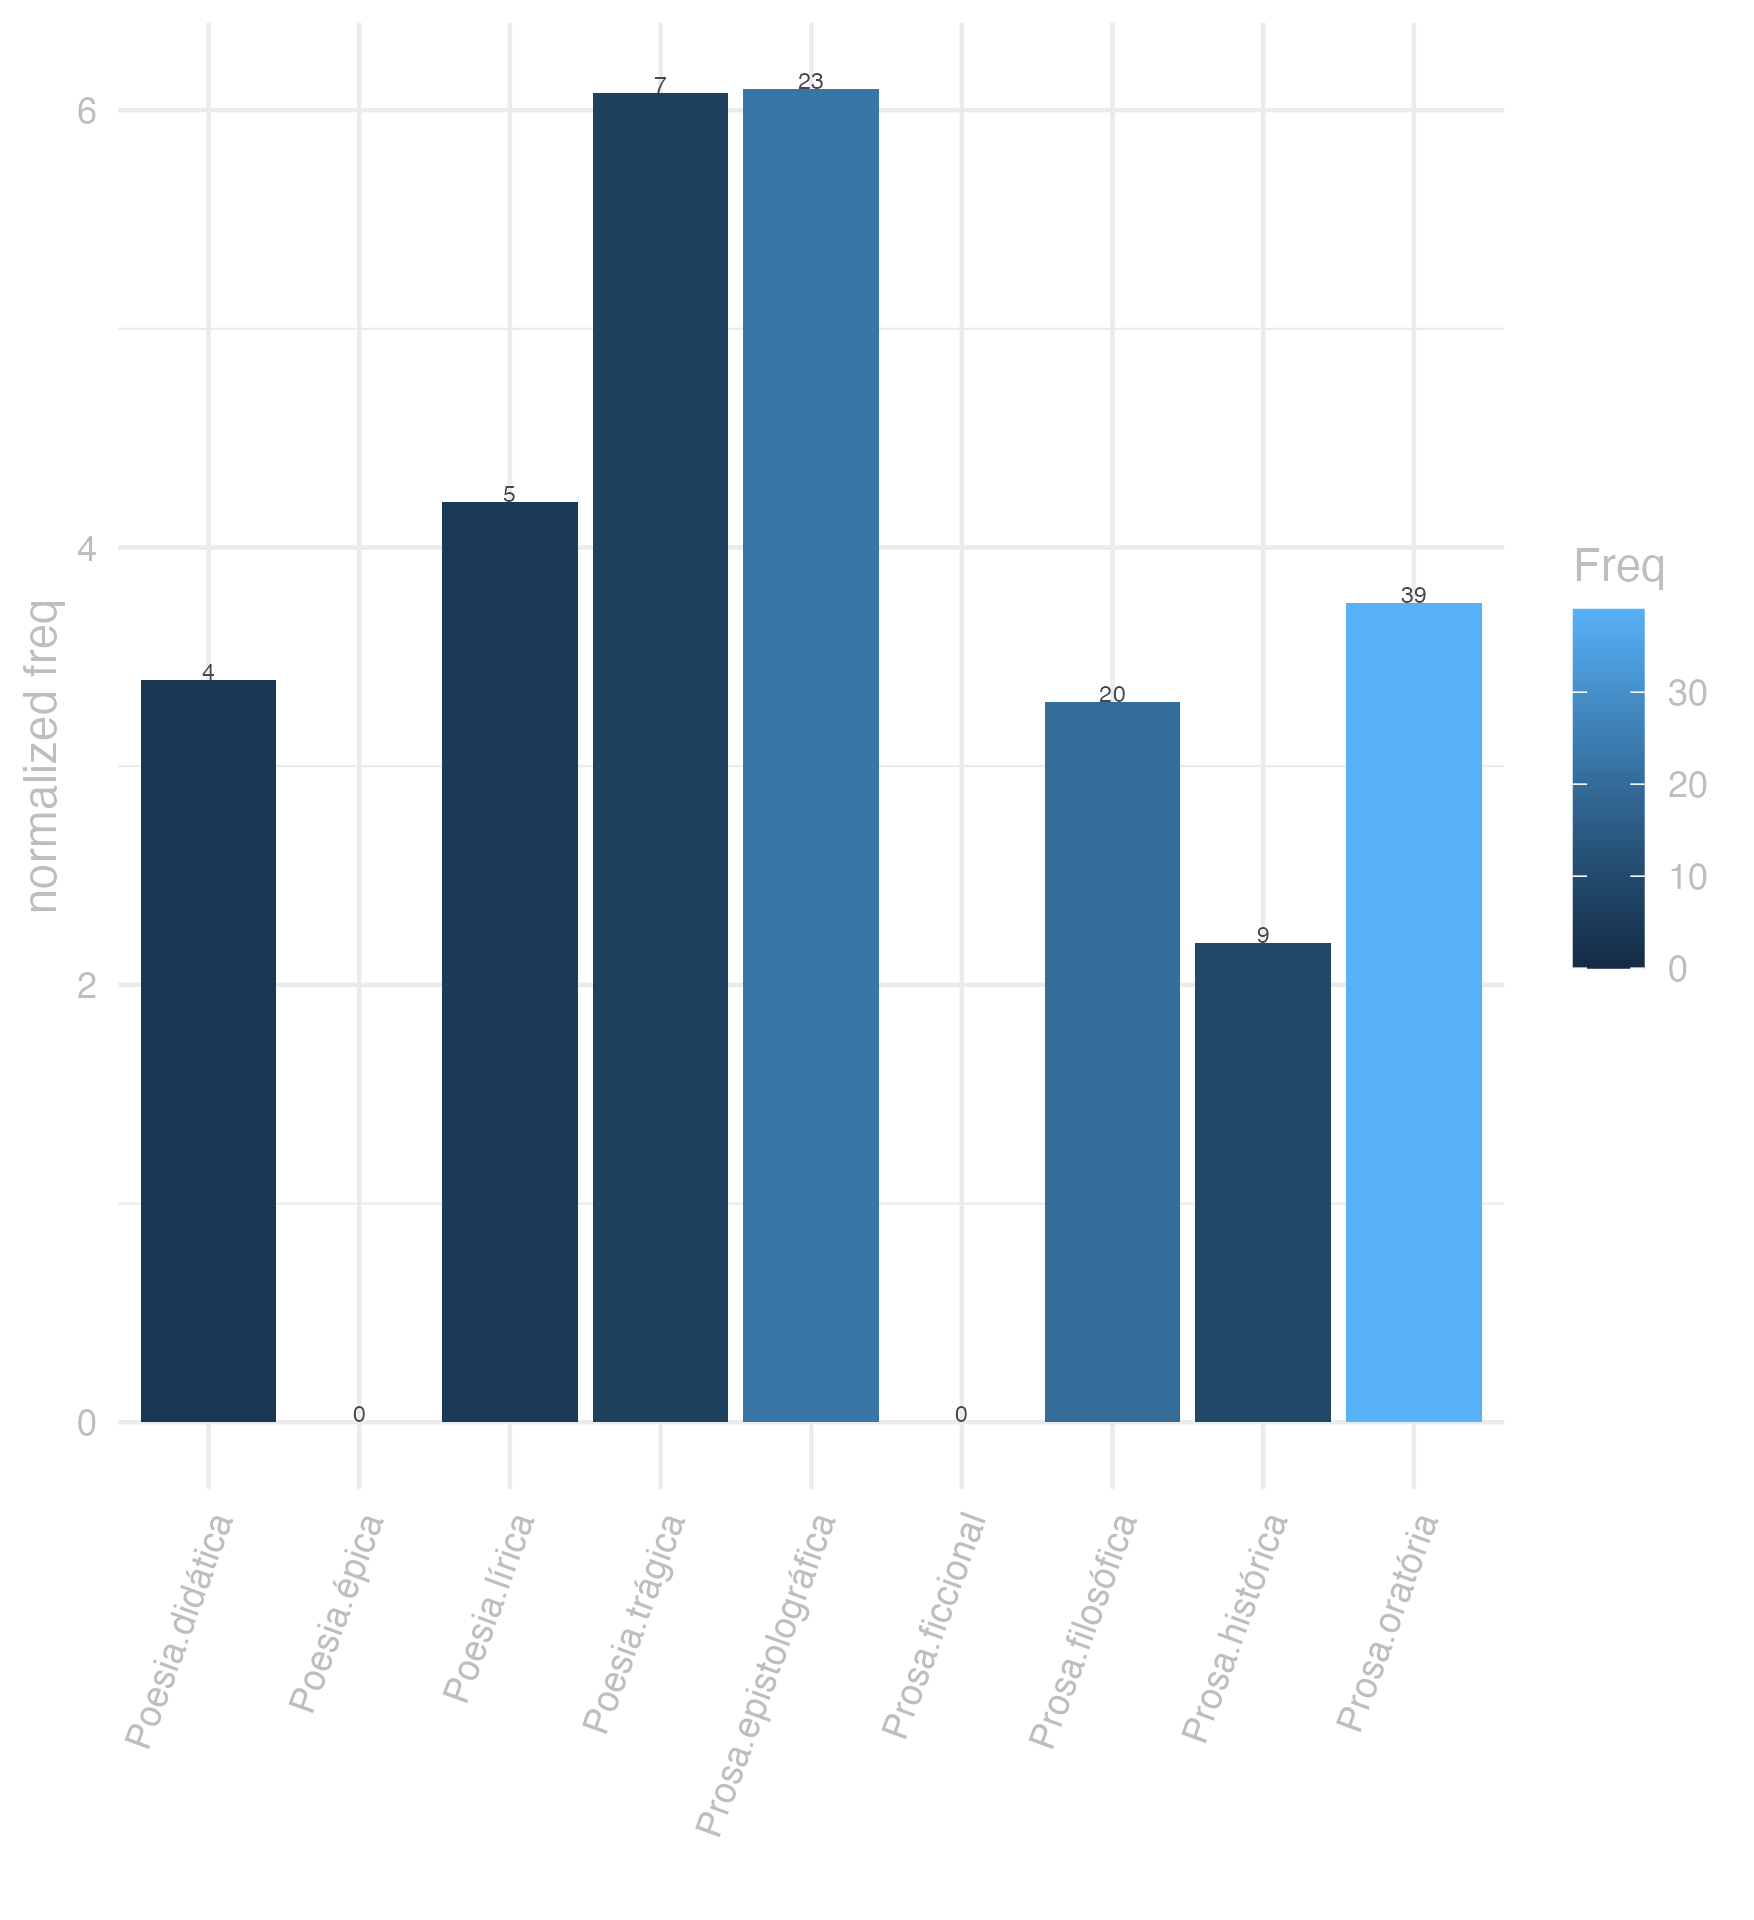 7
23
6
5
4
39
4
20
9
2
0
0
0
normalized freq
Freq
30
20
10
0
Poesia.didática
Poesia.épica
Poesia.lírica
Poesia.trágica
Prosa.epistolográfica
Prosa.ficcional
Prosa.filosófica
Prosa.histórica
Prosa.oratória